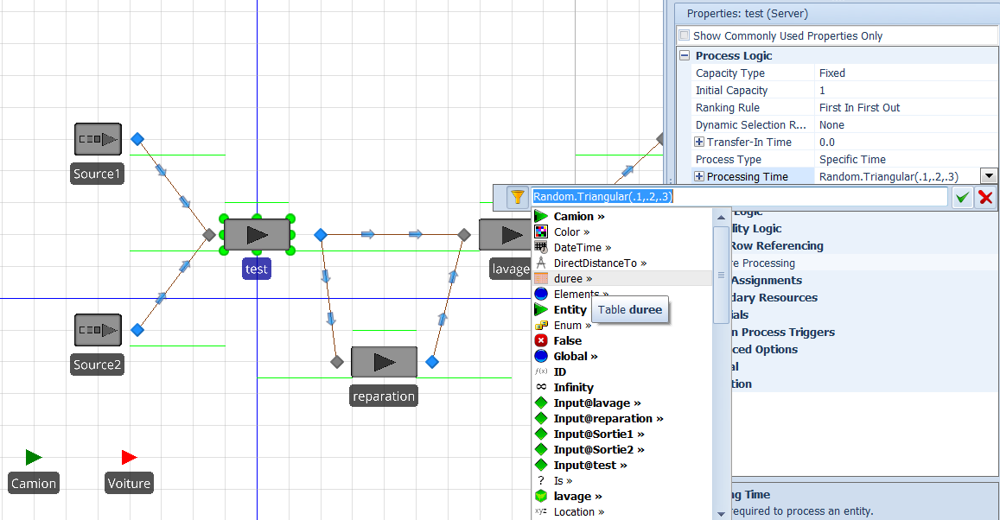 Properties: test (Server)
Show Commonly Used Properties Only
Process Logic
Capacity Type Fixed
Initial Capacity 1
Ranking Rule First In First Out
Dynamic Selection R... None
Transfer-In Time 0.0
Process Type Specific Time
Processing Time Random.Triangular(.1,.2,.3)
Random.Triangular(.1,.2,.3)
Camion »
Color »
DateTime »
DirectDistanceTo »
duree »
Elements »
Entity
Enum »
False
Global »
f(x) ID
∞ Infinity
Input@lavage »
Input@reparation »
Input@Sortie1 »
Input@Sortie2 »
Input@test »
? Is »
lavage »
xyz Location »
Table duree
Logic
lity Logic
Row Referencing
re Processing
Assignments
dary Resources
ials
n Process Triggers
ced Options
al
tion
ng Time
required to process an entity.
Source1
test
lavage
Source2
reparation
Camion
Voiture